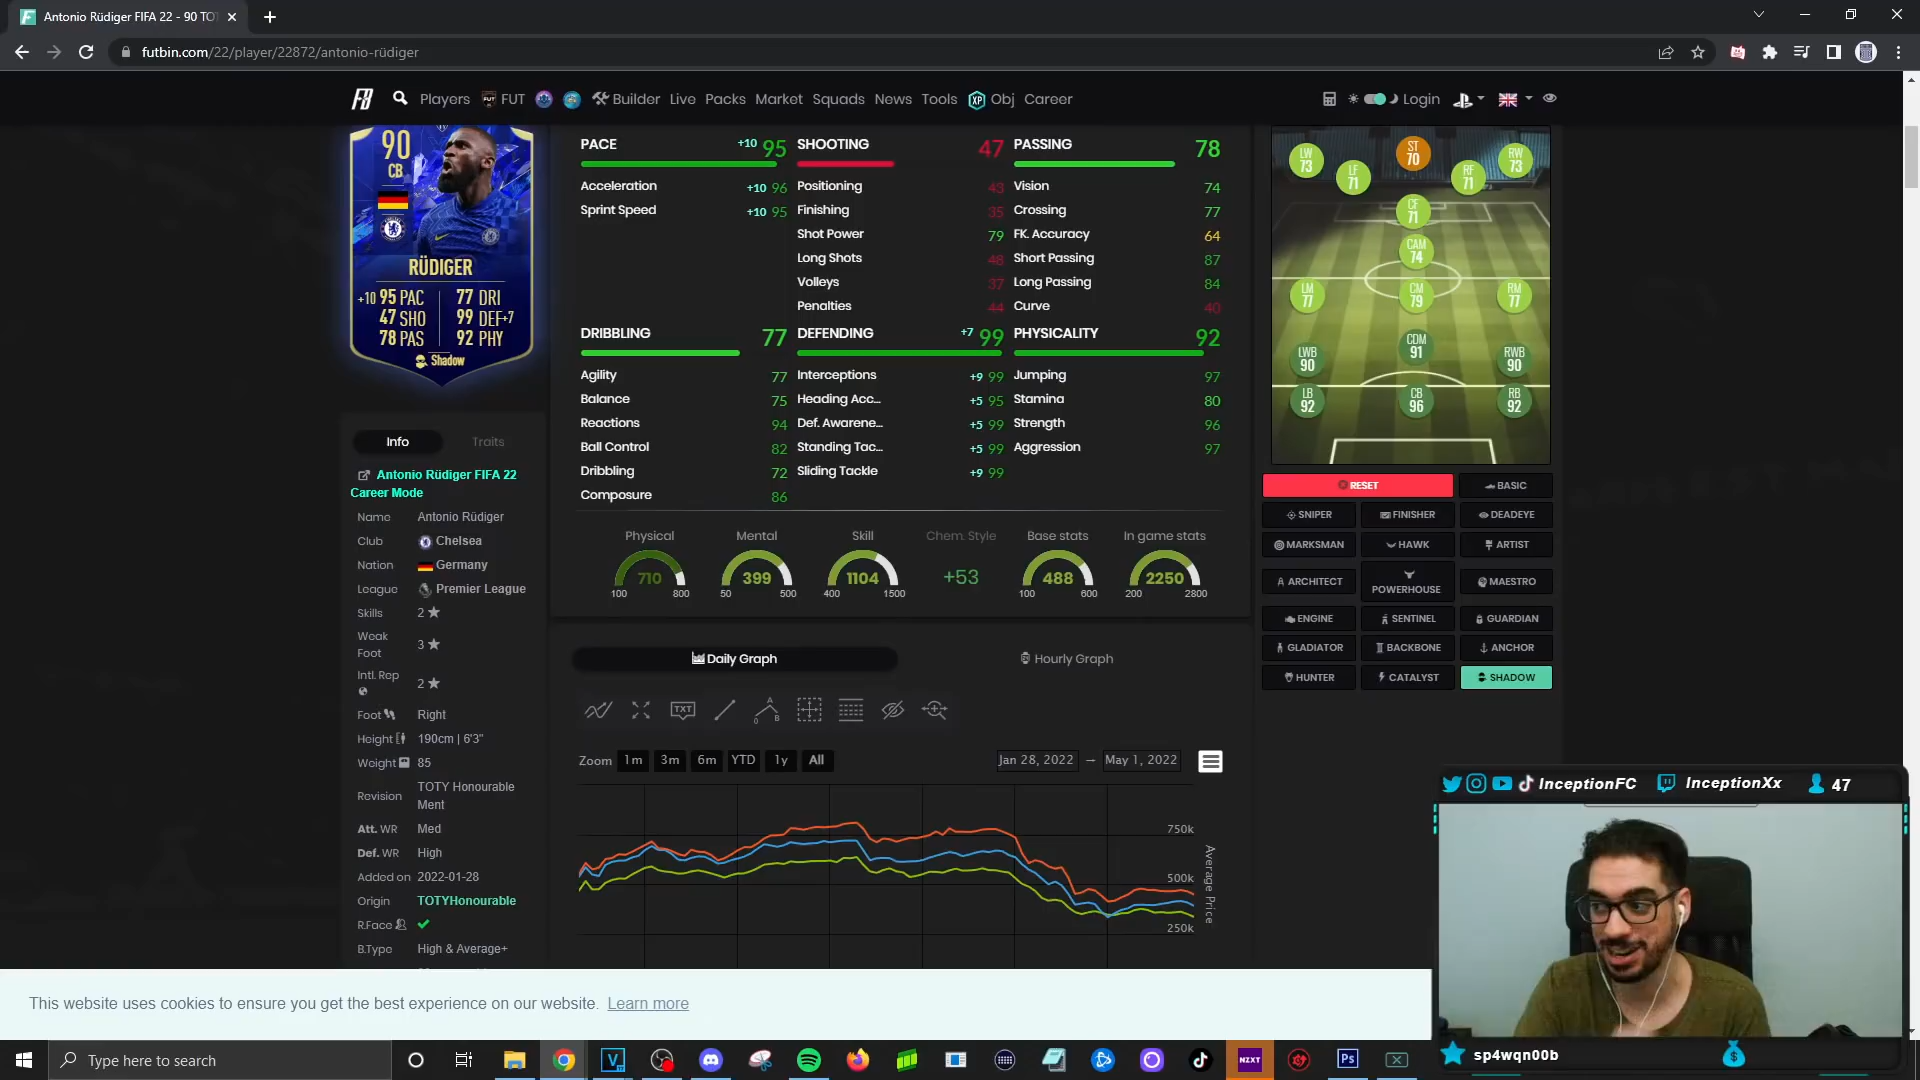 Antonio Rüdiger FIFA 22 - 90 TO
futbin.com/22/player/22872/antonio-rüdiger
Players FUT Builder Live Packs Market Squads News Tools XP Obj Career Login
90
CB
RÜDIGER
+10 95 PAC 77 DRI
47 SHO 99 DEF+7
78 PAS 92 PHY
Shadow
PACE +10 95
Acceleration +10 96
Sprint Speed +10 95
SHOOTING 47
Positioning 43
Finishing 35
Shot Power 79
Long Shots 48
Volleys 37
Penalties 44
PASSING 78
Vision 74
Crossing 77
FK. Accuracy 64
Short Passing 87
Long Passing 84
Curve 40
DRIBBLING 77
Agility 77
Balance 75
Reactions 94
Ball Control 82
Dribbling 72
Composure 86
DEFENDING +7 99
Interceptions +9 99
Heading Acc... +5 95
Def. Awarene... +5 99
Standing Tac... +5 99
Sliding Tackle +9 99
PHYSICALITY 92
Jumping 97
Stamina 80
Strength 96
Aggression 97
Physical Mental Skill Chem. Style Base stats In game stats
710 399 1104 +53 488 2250
100 800 50 500 400 1500 100 600 200 2800
LW 73
ST 70
RW 73
LF 71
RF 71
CF 71
CAM 74
LM 77
CM 79
RM 77
CDM 91
LWB 90
RWB 90
LB 92
CB 96
RB 92
RESET BASIC
SNIPER FINISHER DEADEYE
MARKSMAN HAWK ARTIST
ARCHITECT POWERHOUSE MAESTRO
ENGINE SENTINEL GUARDIAN
GLADIATOR BACKBONE ANCHOR
HUNTER CATALYST SHADOW
Info Traits
Antonio Rüdiger FIFA 22
Career Mode
Name Antonio Rüdiger
Club Chelsea
Nation Germany
League Premier League
Skills 2
Weak Foot 3
Intl. Rep 2
Foot Right
Height 190cm | 6'3"
Weight 85
Revision TOTY Honourable Ment
Att. WR Med
Def. WR High
Added on 2022-01-28
Origin TOTYHonourable
R.Face
B.Type High & Average+
Daily Graph Hourly Graph
TXT
Zoom 1m 3m 6m YTD 1y All Jan 28, 2022 → May 1, 2022
750k
500k
250k
Average Price
InceptionFC InceptionXx 47
sp4wqn00b
This website uses cookies to ensure you get the best experience on our website. Learn more
Type here to search
NZXT
Ps